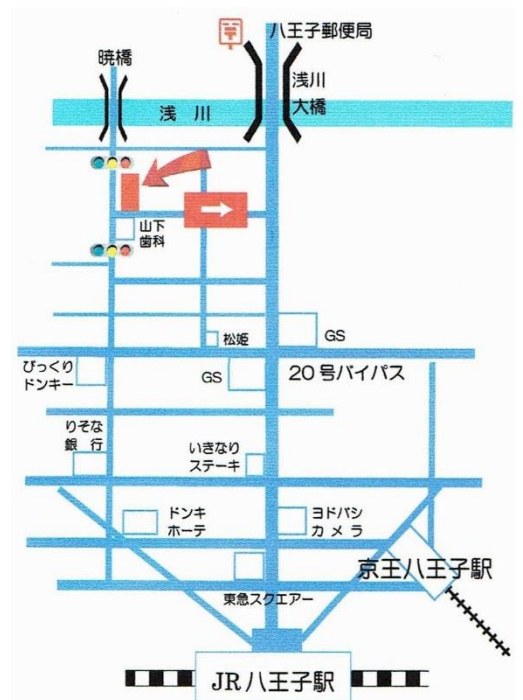 〒
八王子郵便局
暁橋
浅川
大橋
浅 川
山下
歯科
松姫
GS
びっくり
ドンキー
GS
20号バイパス
りそな
銀 行
いきなり
ステーキ
ドンキ
ホーテ
ヨドバシ
カ メ ラ
京王八王子駅
東急スクエアー
JR八王子駅